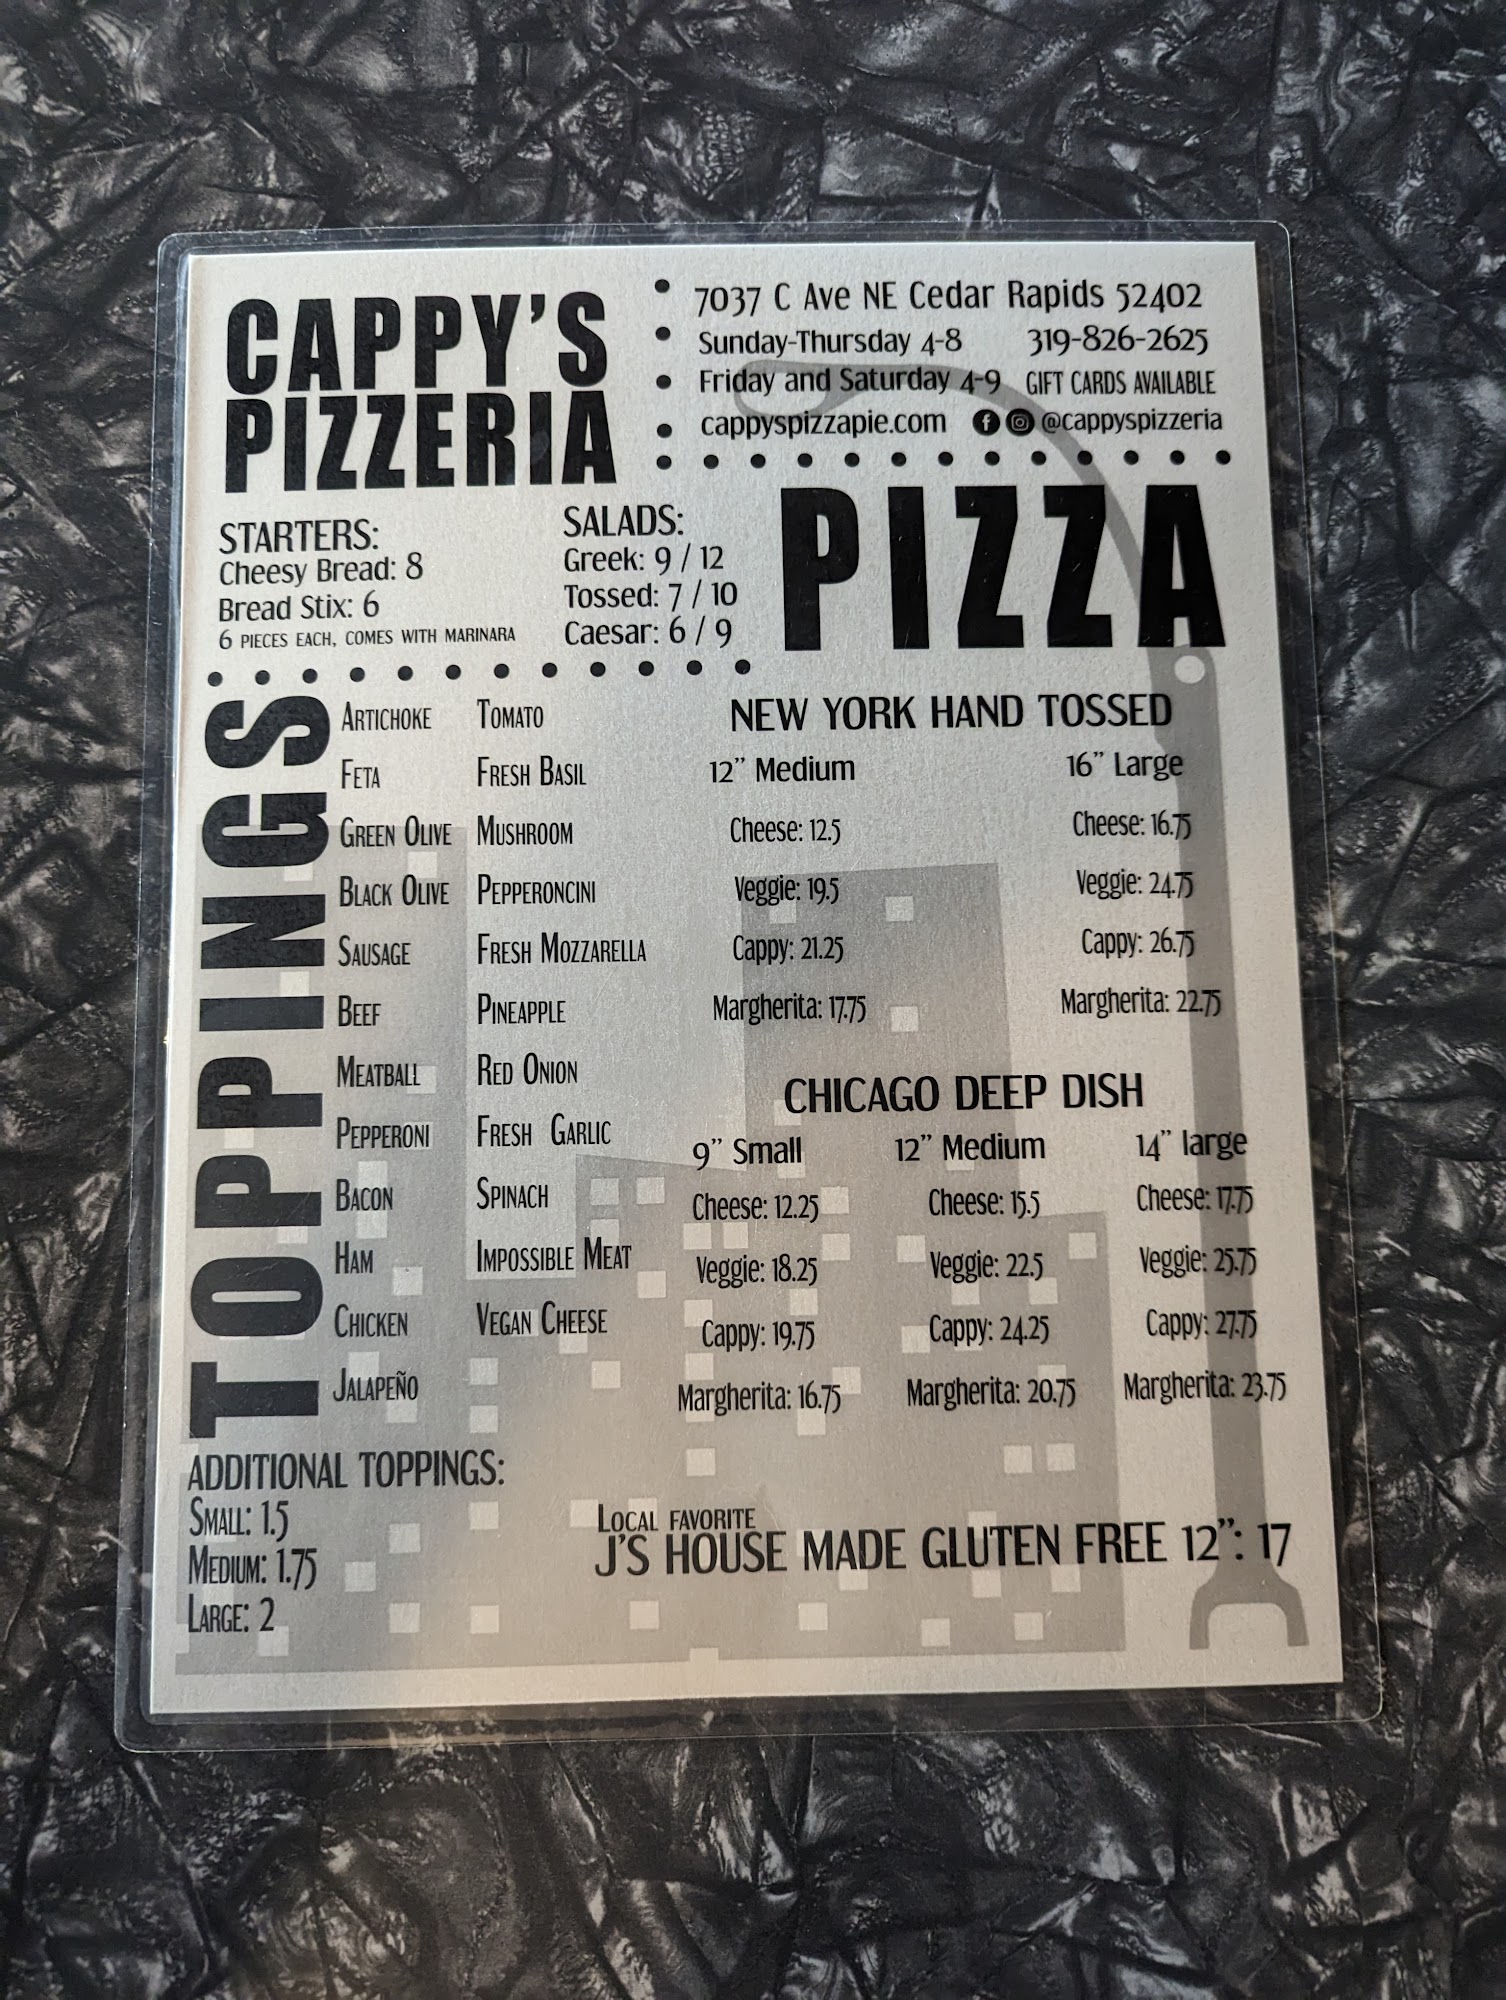 CAPPY'S
PIZZERIA
7037 C Ave NE Cedar Rapids 52402
Sunday-Thursday 4-8 319-826-2625
Friday and Saturday 4-9 GIFT CARDS AVAILABLE
cappyspizzapie.com @cappyspizzeria
STARTERS:
Cheesy Bread: 8
Bread Stix: 6
6 PIECES EACH, COMES WITH MARINARA
SALADS:
Greek: 9 / 12
Tossed: 7 / 10
Caesar: 6 / 9
TOPPINGS
ARTICHOKE
FETA
GREEN OLIVE
BLACK OLIVE
SAUSAGE
BEEF
MEATBALL
PEPPERONI
BACON
HAM
CHICKEN
JALAPEÑO
TOMATO
FRESH BASIL
MUSHROOM
PEPPERONCINI
FRESH MOZZARELLA
PINEAPPLE
RED ONION
FRESH GARLIC
SPINACH
IMPOSSIBLE MEAT
VEGAN CHEESE
ADDITIONAL TOPPINGS:
SMALL: 1.5
MEDIUM: 1.75
LARGE: 2
PIZZA
NEW YORK HAND TOSSED
12" Medium
Cheese: 12.5
Veggie: 19.5
Cappy: 21.25
Margherita: 17.75
16" Large
Cheese: 16.75
Veggie: 24.75
Cappy: 26.75
Margherita: 22.75
CHICAGO DEEP DISH
9" Small
Cheese: 12.25
Veggie: 18.25
Cappy: 19.75
Margherita: 16.75
12" Medium
Cheese: 15.5
Veggie: 22.5
Cappy: 24.25
Margherita: 20.75
14" large
Cheese: 17.75
Veggie: 25.75
Cappy: 27.75
Margherita: 23.75
LOCAL FAVORITE
J'S HOUSE MADE GLUTEN FREE 12": 17